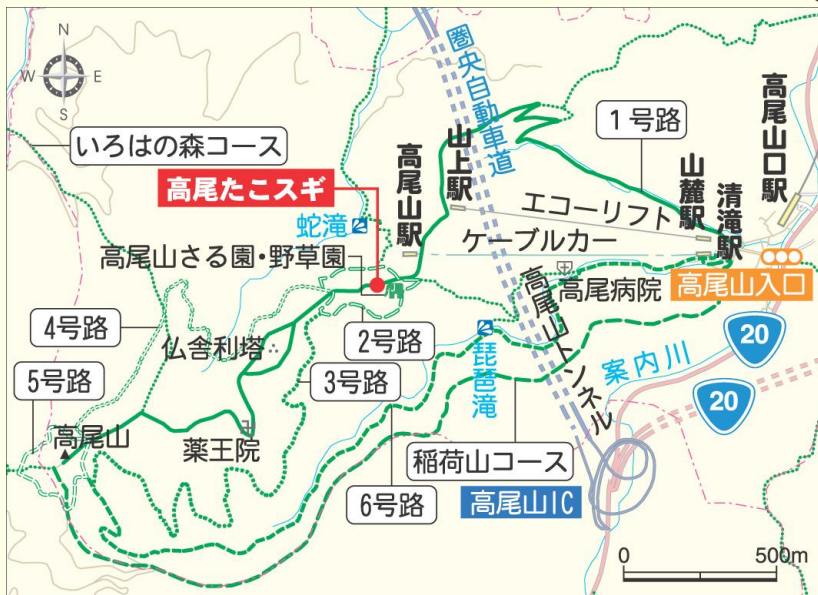 N
W
E
S
いろはの森コース
高尾たこスギ
蛇滝
高尾山さる園・野草園
4号路
仏舎利塔
2号路
5号路
3号路
高尾山
薬王院
6号路
圏央自動車道
山上駅
高尾山駅
1号路
エコーリフト
ケーブルカー
山麓駅
清滝駅
高尾山口駅
高尾病院
高尾山入口
琵琶滝
高尾山トンネル
案内川
20
20
稲荷山コース
高尾山IC
0
500m